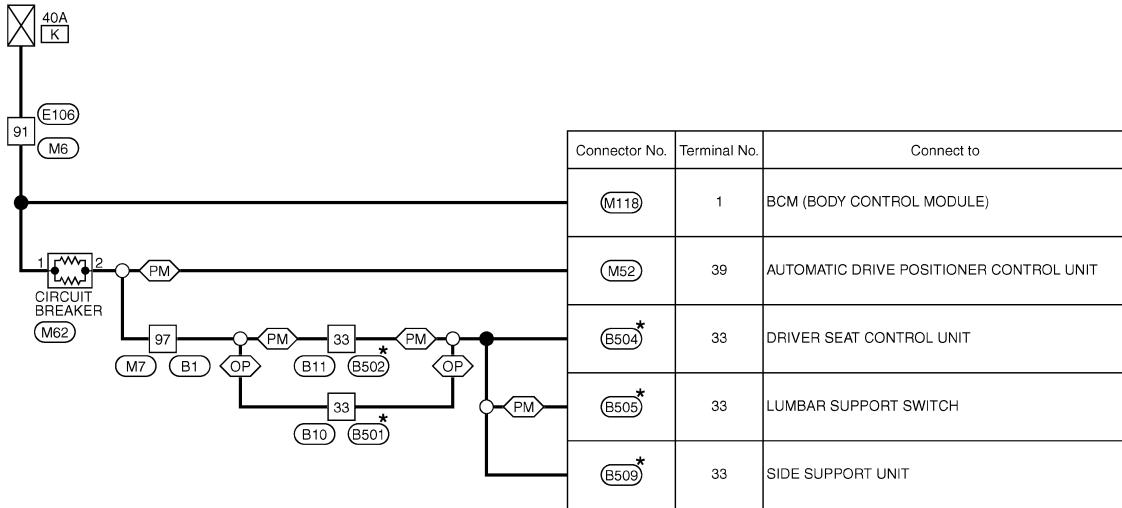 40A
K
E106
91
M6
Connector No. Terminal No. Connect to
M118 1 BCM (BODY CONTROL MODULE)
1 2 PM M52 39 AUTOMATIC DRIVE POSITIONER CONTROL UNIT
CIRCUIT
BREAKER
M62
97 PM 33 PM B504* 33 DRIVER SEAT CONTROL UNIT
M7 B1 OP B11 B502* OP
33 PM B505* 33 LUMBAR SUPPORT SWITCH
B10 B501*
B509* 33 SIDE SUPPORT UNIT